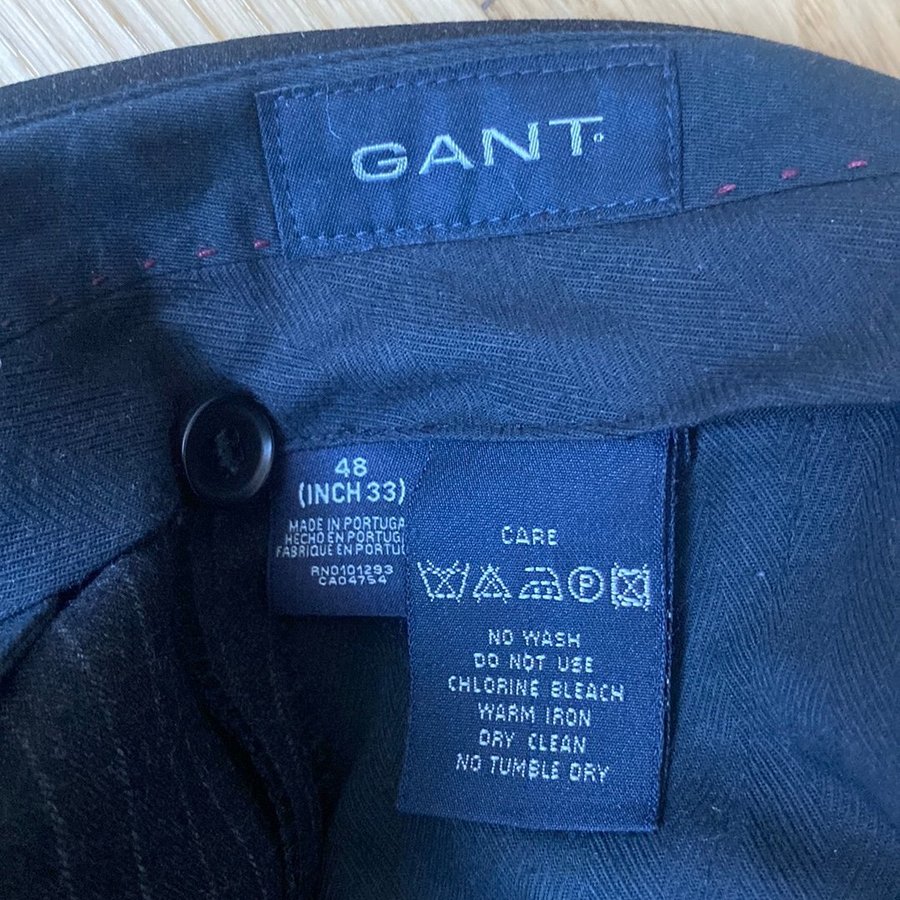 GANT
48
(INCH 33)
MADE IN PORTUGA
HECHO EN PORTUG
FABRIQUE EN PORTU
RN0101293
CA04754
CARE
P
NO WASH
DO NOT USE
CHLORINE BLEACH
WARM IRON
DRY CLEAN
NO TUMBLE DRY